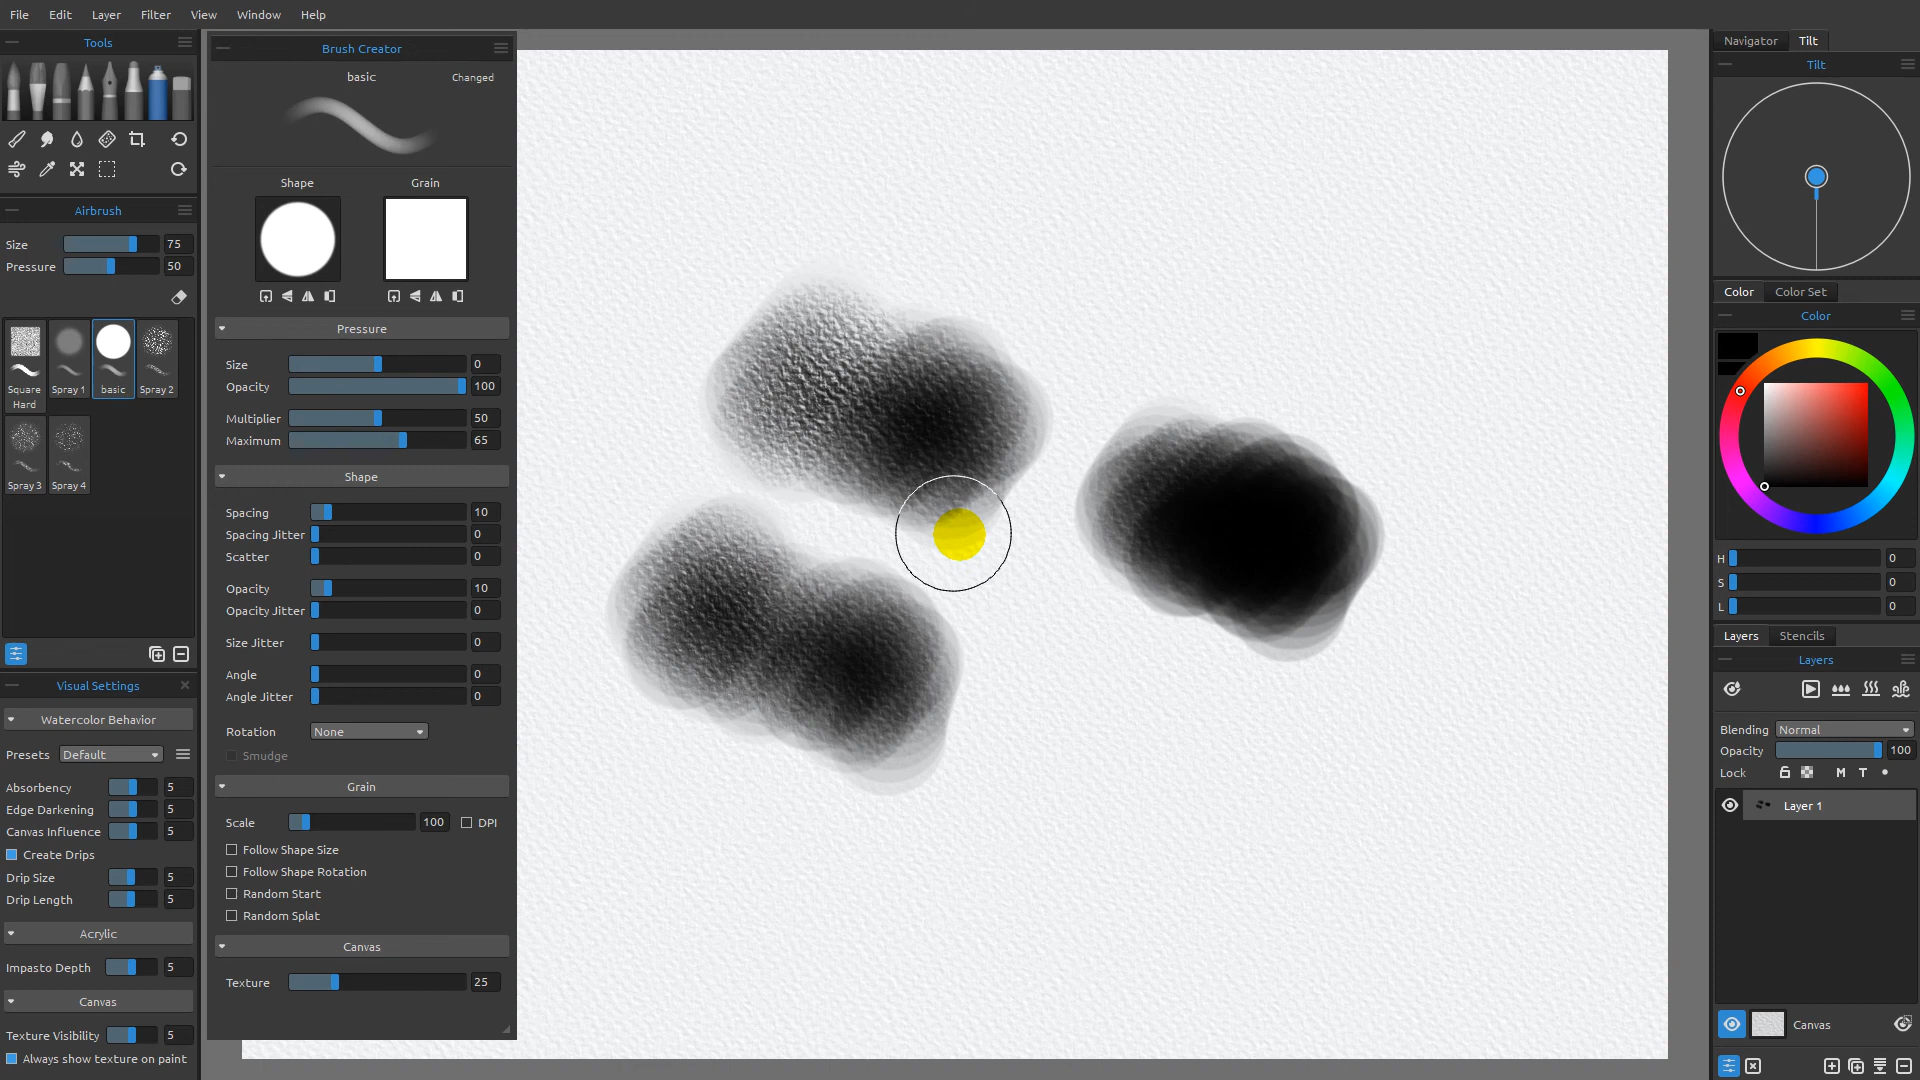 File Edit Layer Filter View Window Help
Tools
Airbrush
Size 75
Pressure 50
Square Hard
Spray 1
basic
Spray 2
Spray 3
Spray 4
Visual Settings
Watercolor Behavior
Presets Default
Absorbency 5
Edge Darkening 5
Canvas Influence 5
Create Drips
Drip Size 5
Drip Length 5
Acrylic
Impasto Depth 5
Canvas
Texture Visibility 5
Always show texture on paint
Brush Creator
basic Changed
Shape Grain
Pressure
Size 0
Opacity 100
Multiplier 50
Maximum 65
Shape
Spacing 10
Spacing Jitter 0
Scatter 0
Opacity 10
Opacity Jitter 0
Size Jitter 0
Angle 0
Angle Jitter 0
Rotation None
Smudge
Grain
Scale 100 DPI
Follow Shape Size
Follow Shape Rotation
Random Start
Random Splat
Canvas
Texture 25
Navigator Tilt
Tilt
Color Color Set
Color
H 0
S 0
L 0
Layers Stencils
Layers
Blending Normal
Opacity 100
Lock M T
Layer 1
Canvas